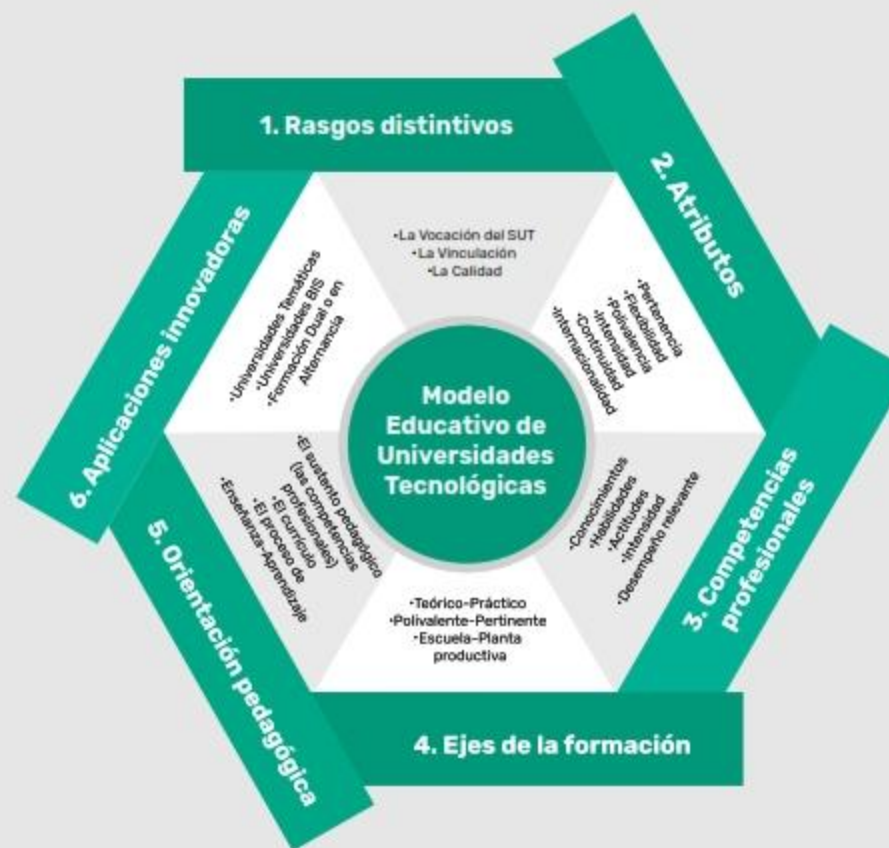 1. Rasgos distintivos
•La Vocación del SUT
•La Vinculación
•La Calidad
2. Atributos
•Pertenencia
•Flexibilidad
•Polivalencia
•Intensidad
•Continuidad
•Internacionalidad
3. Competencias
profesionales
•Conocimientos
•Habilidades
•Actitudes
•Intensidad
•Desempeño relevante
4. Ejes de la formación
•Teórico-Práctico
•Polivalente-Pertinente
•Escuela-Planta
productiva
5. Orientación pedagógica
•El sustento pedagógico
(las competencias
profesionales)
•El currículo
•El proceso de
Enseñanza-Aprendizaje
6. Aplicaciones innovadoras
•Universidades Temáticas
•Universidades BIS
•Formación Dual o en
Alternancia
Modelo
Educativo de
Universidades
Tecnológicas